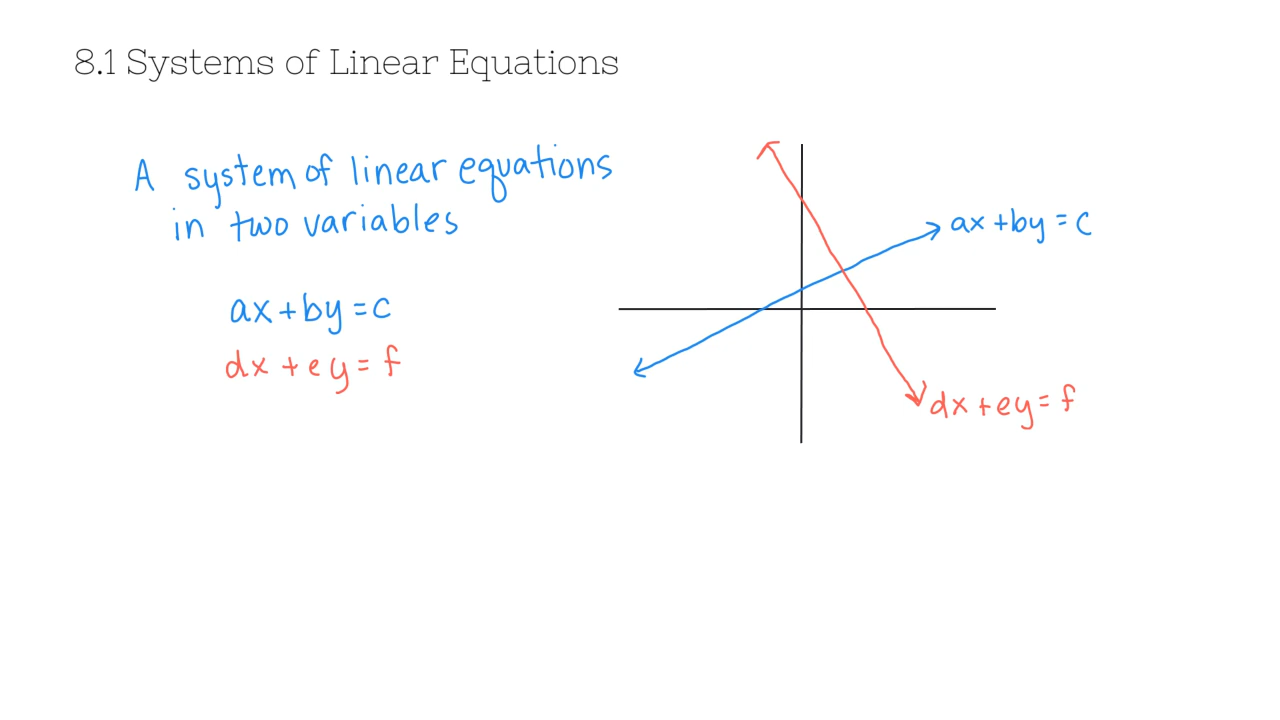 8.1 Systems of Linear Equations
A system of linear equations
in two variables
ax + by = c
dx + ey = f
ax + by = c
dx + ey = f